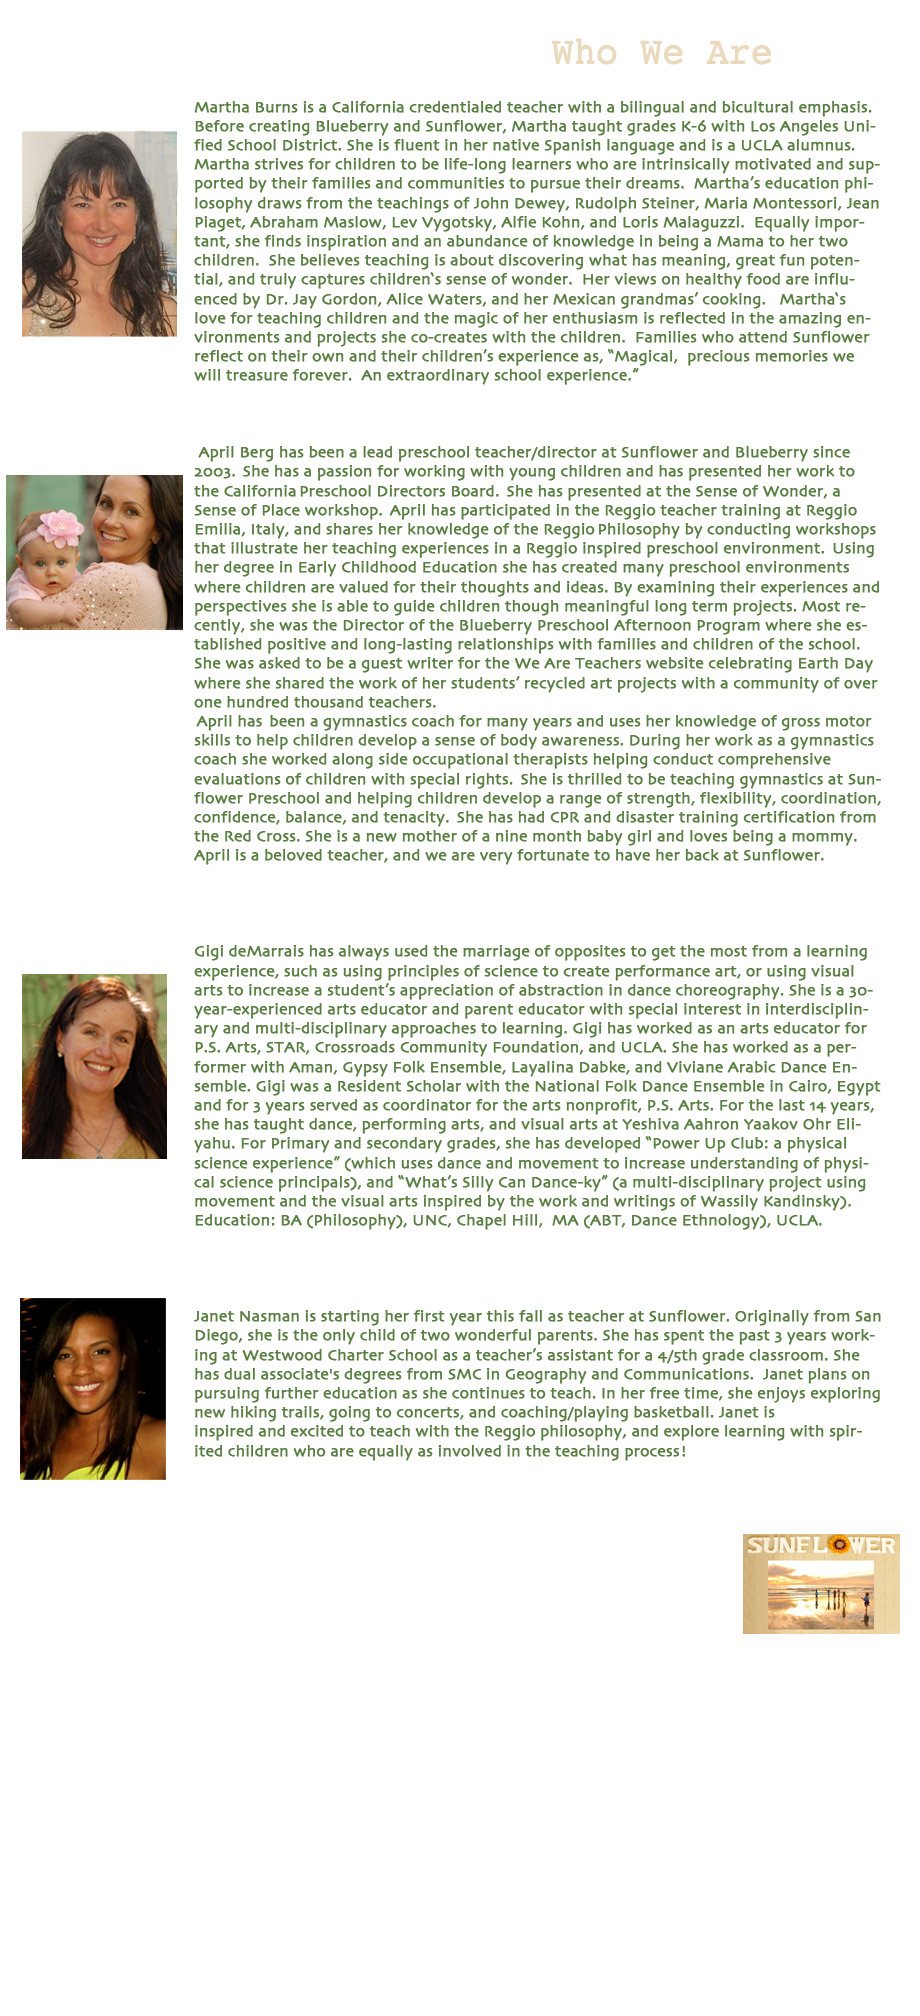 Who We Are
Martha Burns is a California credentialed teacher with a bilingual and bicultural emphasis.
Before creating Blueberry and Sunflower, Martha taught grades K-6 with Los Angeles Uni-
fied School District. She is fluent in her native Spanish language and is a UCLA alumnus.
Martha strives for children to be life-long learners who are intrinsically motivated and sup-
ported by their families and communities to pursue their dreams.  Martha’s education phi-
losophy draws from the teachings of John Dewey, Rudolph Steiner, Maria Montessori, Jean
Piaget, Abraham Maslow, Lev Vygotsky, Alfie Kohn, and Loris Malaguzzi.  Equally impor-
tant, she finds inspiration and an abundance of knowledge in being a Mama to her two
children.  She believes teaching is about discovering what has meaning, great fun poten-
tial, and truly captures children‘s sense of wonder.  Her views on healthy food are influ-
enced by Dr. Jay Gordon, Alice Waters, and her Mexican grandmas’ cooking.   Martha‘s
love for teaching children and the magic of her enthusiasm is reflected in the amazing en-
vironments and projects she co-creates with the children.  Families who attend Sunflower
reflect on their own and their children’s experience as, “Magical,  precious memories we
will treasure forever.  An extraordinary school experience.”
April Berg has been a lead preschool teacher/director at Sunflower and Blueberry since
2003.  She has a passion for working with young children and has presented her work to
the California Preschool Directors Board.  She has presented at the Sense of Wonder, a
Sense of Place workshop.  April has participated in the Reggio teacher training at Reggio
Emilia, Italy, and shares her knowledge of the Reggio Philosophy by conducting workshops
that illustrate her teaching experiences in a Reggio inspired preschool environment.  Using
her degree in Early Childhood Education she has created many preschool environments
where children are valued for their thoughts and ideas. By examining their experiences and
perspectives she is able to guide children though meaningful long term projects. Most re-
cently, she was the Director of the Blueberry Preschool Afternoon Program where she es-
tablished positive and long-lasting relationships with families and children of the school.
She was asked to be a guest writer for the We Are Teachers website celebrating Earth Day
where she shared the work of her students’ recycled art projects with a community of over
one hundred thousand teachers.
April has  been a gymnastics coach for many years and uses her knowledge of gross motor
skills to help children develop a sense of body awareness. During her work as a gymnastics
coach she worked along side occupational therapists helping conduct comprehensive
evaluations of children with special rights.  She is thrilled to be teaching gymnastics at Sun-
flower Preschool and helping children develop a range of strength, flexibility, coordination,
confidence, balance, and tenacity.  She has had CPR and disaster training certification from
the Red Cross. She is a new mother of a nine month baby girl and loves being a mommy.
April is a beloved teacher, and we are very fortunate to have her back at Sunflower.
Gigi deMarrais has always used the marriage of opposites to get the most from a learning
experience, such as using principles of science to create performance art, or using visual
arts to increase a student’s appreciation of abstraction in dance choreography. She is a 30-
year-experienced arts educator and parent educator with special interest in interdisciplin-
ary and multi-disciplinary approaches to learning. Gigi has worked as an arts educator for
P.S. Arts, STAR, Crossroads Community Foundation, and UCLA. She has worked as a per-
former with Aman, Gypsy Folk Ensemble, Layalina Dabke, and Viviane Arabic Dance En-
semble. Gigi was a Resident Scholar with the National Folk Dance Ensemble in Cairo, Egypt
and for 3 years served as coordinator for the arts nonprofit, P.S. Arts. For the last 14 years,
she has taught dance, performing arts, and visual arts at Yeshiva Aahron Yaakov Ohr Eli-
yahu. For Primary and secondary grades, she has developed “Power Up Club: a physical
science experience” (which uses dance and movement to increase understanding of physi-
cal science principals), and “What’s Silly Can Dance-ky” (a multi-disciplinary project using
movement and the visual arts inspired by the work and writings of Wassily Kandinsky).
Education: BA (Philosophy), UNC, Chapel Hill,  MA (ABT, Dance Ethnology), UCLA.
Janet Nasman is starting her first year this fall as teacher at Sunflower. Originally from San
Diego, she is the only child of two wonderful parents. She has spent the past 3 years work-
ing at Westwood Charter School as a teacher’s assistant for a 4/5th grade classroom. She
has dual associate's degrees from SMC in Geography and Communications.  Janet plans on
pursuing further education as she continues to teach. In her free time, she enjoys exploring
new hiking trails, going to concerts, and coaching/playing basketball. Janet is
inspired and excited to teach with the Reggio philosophy, and explore learning with spir-
ited children who are equally as involved in the teaching process!
SUNFLOWER